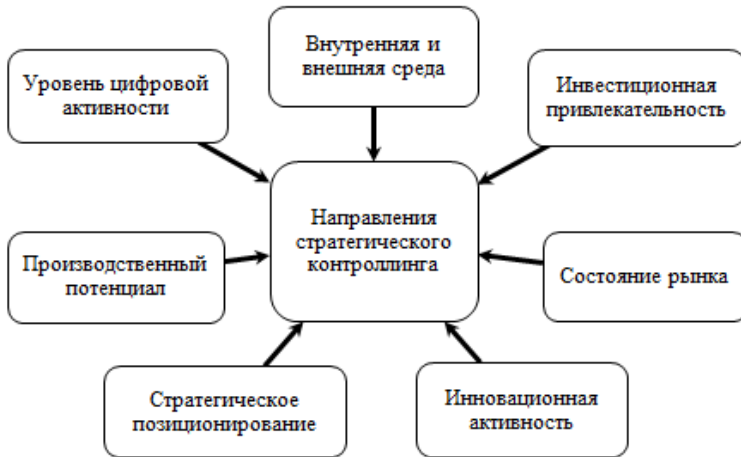 Внутренняя и
внешняя среда
Уровень цифровой
активности
Инвестиционная
привлекательность
Направления
стратегического
контроллинга
Производственный
потенциал
Состояние рынка
Стратегическое
позиционирование
Инновационная
активность